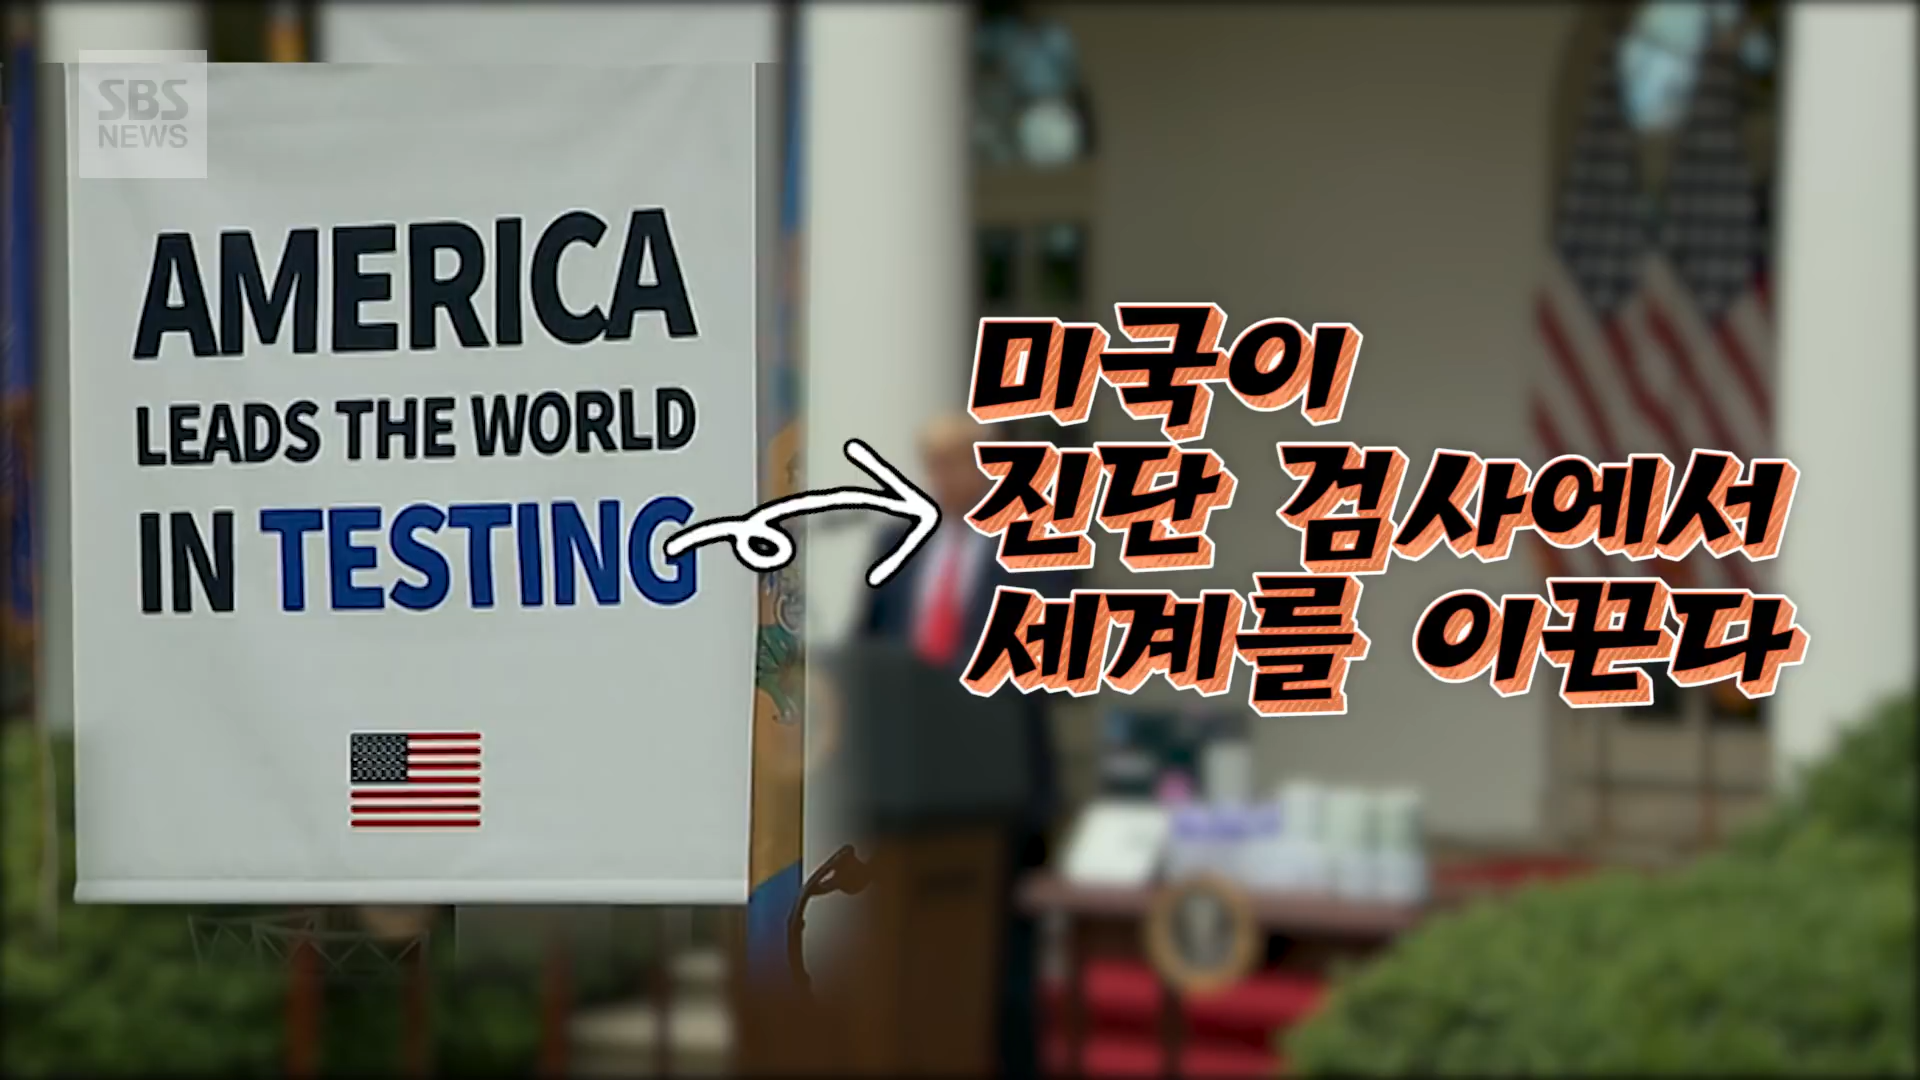 SBS
NEWS
AMERICA
LEADS THE WORLD
IN TESTING
미국이
진단 검사에서
세계를 이끈다